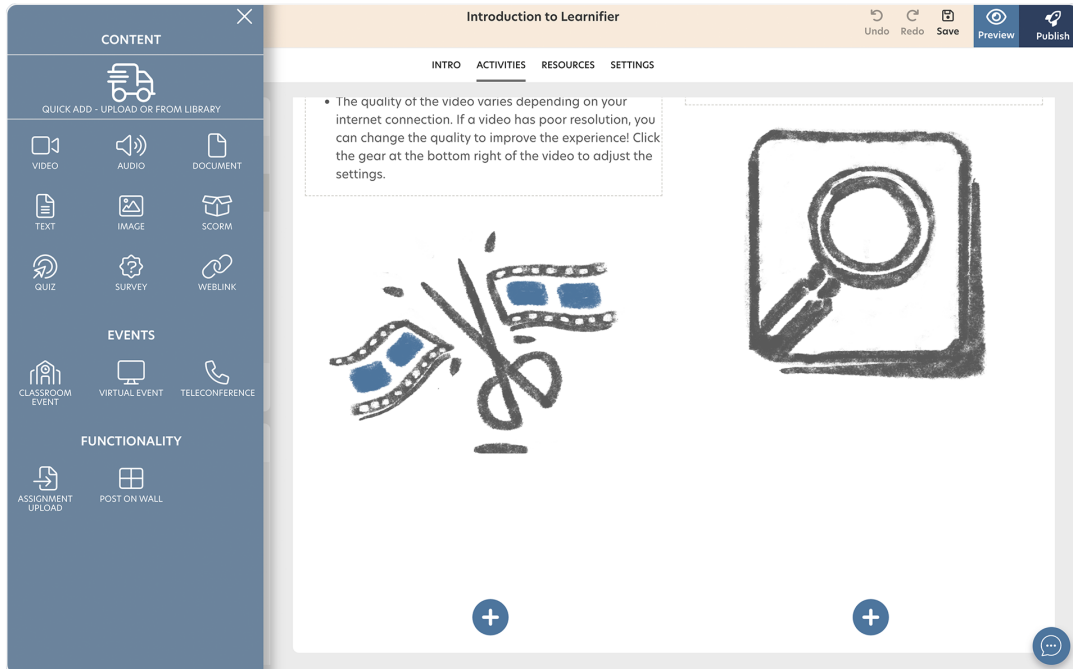 CONTENT
QUICK ADD - UPLOAD OR FROM LIBRARY
VIDEO
AUDIO
DOCUMENT
TEXT
IMAGE
SCORM
QUIZ
SURVEY
WEBLINK
EVENTS
CLASSROOM
EVENT
VIRTUAL EVENT
TELECONFERENCE
FUNCTIONALITY
ASSIGNMENT
UPLOAD
POST ON WALL
Introduction to Learnifier
Undo
Redo
Save
Preview
Publish
INTRO
ACTIVITIES
RESOURCES
SETTINGS
• The quality of the video varies depending on your
internet connection. If a video has poor resolution, you
can change the quality to improve the experience! Click
the gear at the bottom right of the video to adjust the
settings.